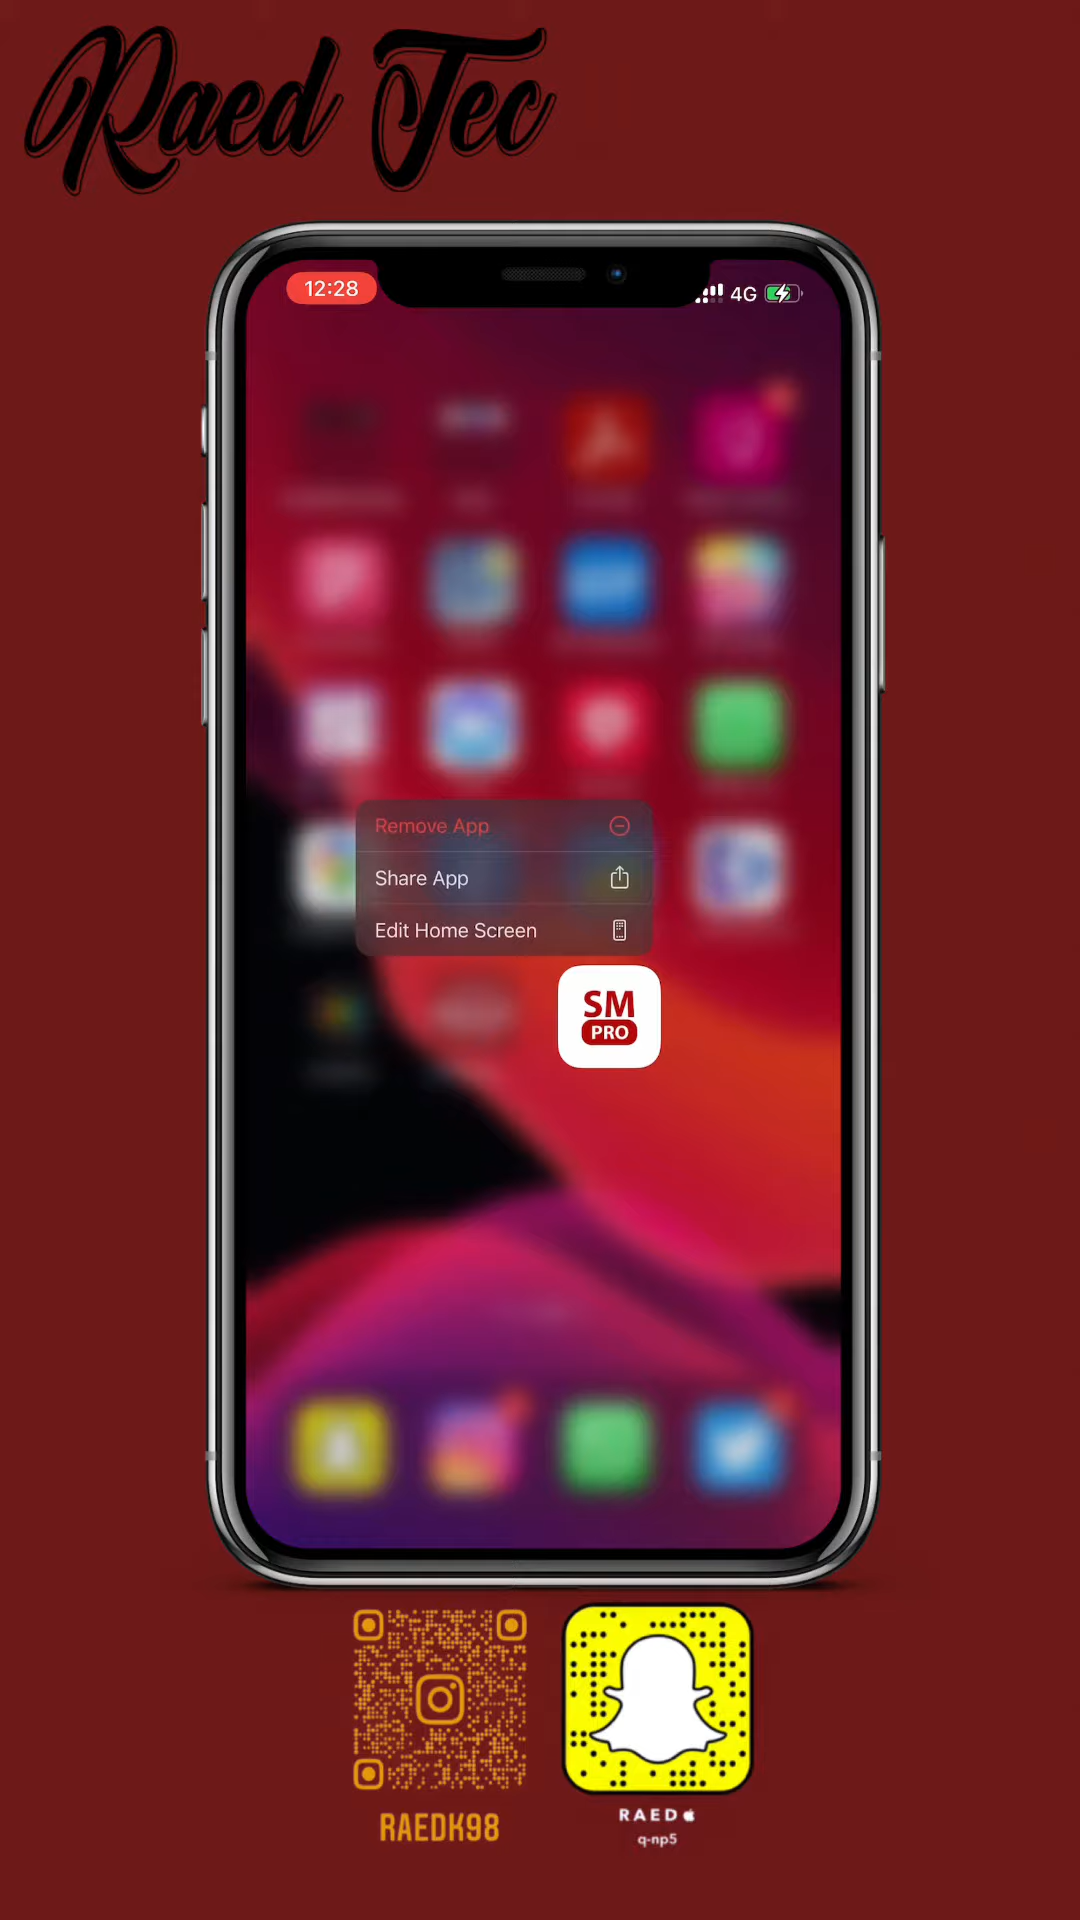 Raed Tec
12:28
4G
Remove App
Share App
Edit Home Screen
SM
PRO
RAEDK98
RAED
q-np5